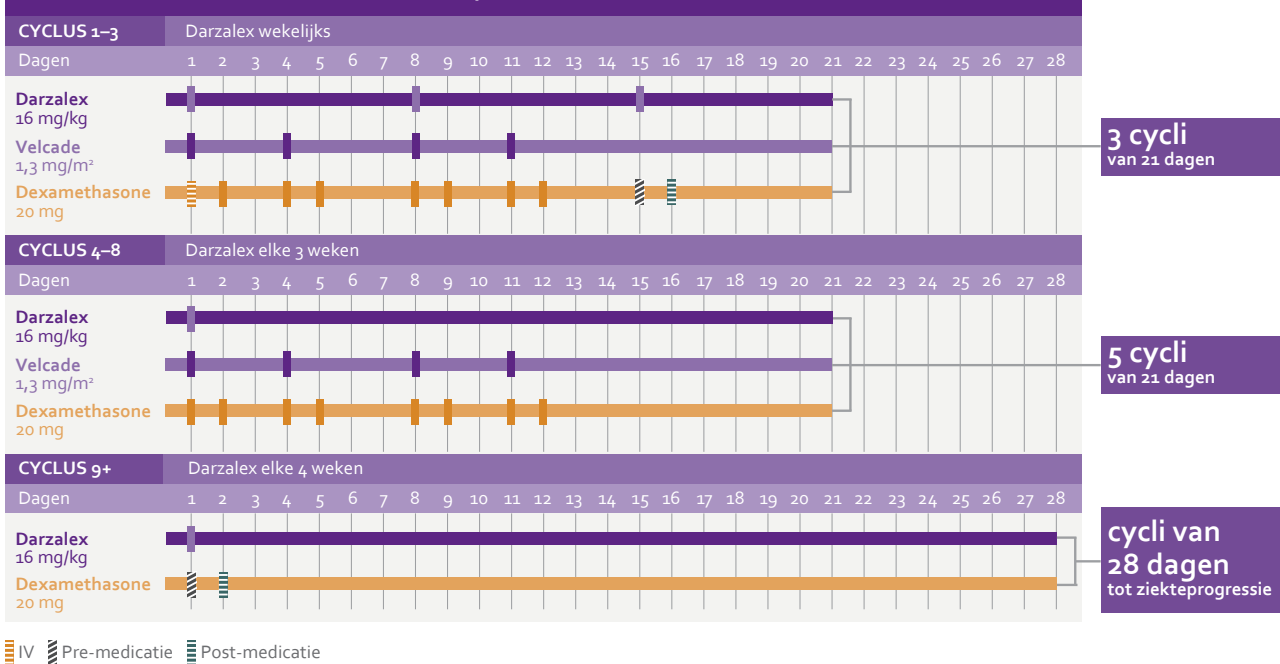 CYCLUS 1–3 Darzalex wekelijks
Dagen 1 2 3 4 5 6 7 8 9 10 11 12 13 14 15 16 17 18 19 20 21 22 23 24 25 26 27 28
Darzalex
16 mg/kg
Velcade
1,3 mg/m²
Dexamethasone
20 mg
3 cycli
van 21 dagen
CYCLUS 4–8 Darzalex elke 3 weken
Dagen 1 2 3 4 5 6 7 8 9 10 11 12 13 14 15 16 17 18 19 20 21 22 23 24 25 26 27 28
Darzalex
16 mg/kg
Velcade
1,3 mg/m²
Dexamethasone
20 mg
5 cycli
van 21 dagen
CYCLUS 9+ Darzalex elke 4 weken
Dagen 1 2 3 4 5 6 7 8 9 10 11 12 13 14 15 16 17 18 19 20 21 22 23 24 25 26 27 28
Darzalex
16 mg/kg
Dexamethasone
20 mg
cycli van
28 dagen
tot ziekteprogressie
IV Pre-medicatie Post-medicatie